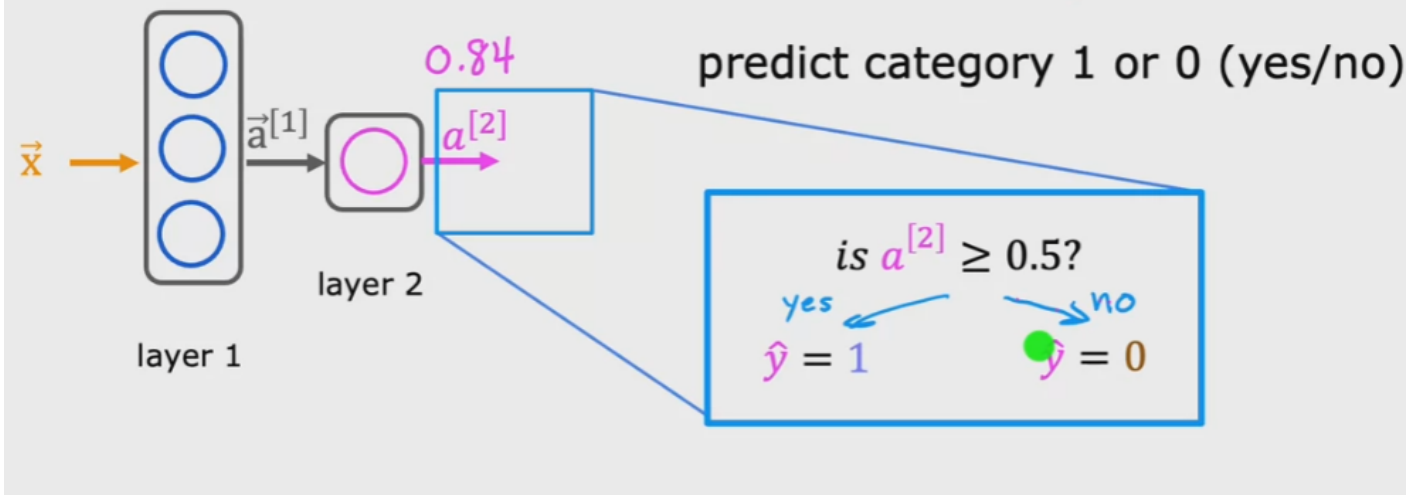 0.84
predict category 1 or 0 (yes/no)
x⃗
a⃗[1]
a[2]
layer 2
layer 1
is a[2] ≥ 0.5?
yes
no
ŷ = 1
ŷ = 0